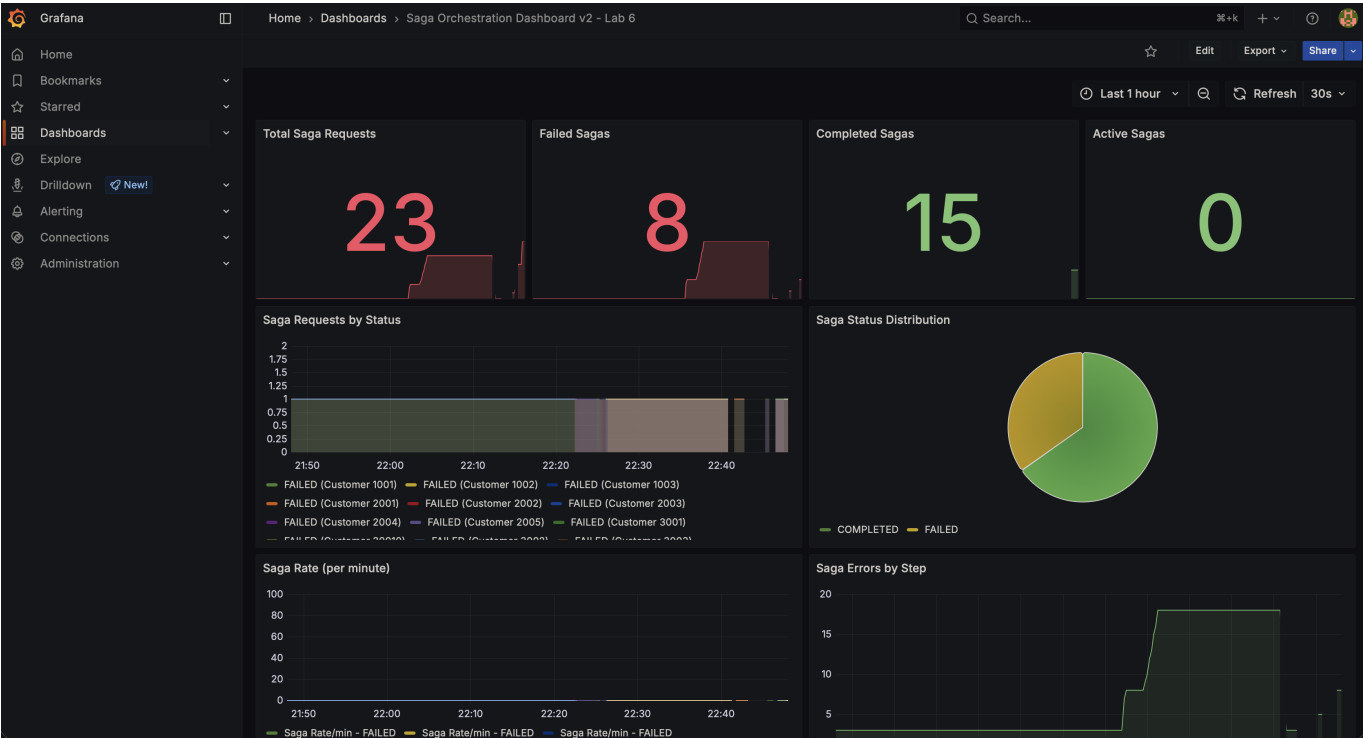 Grafana
Home › Dashboards › Saga Orchestration Dashboard v2 - Lab 6
Search...
⌘+k
Home
Bookmarks
Starred
Dashboards
Explore
Drilldown New!
Alerting
Connections
Administration
Edit
Export
Share
Last 1 hour
Refresh 30s
Total Saga Requests
23
Failed Sagas
8
Completed Sagas
15
Active Sagas
0
Saga Requests by Status
2
1.75
1.5
1.25
1
0.75
0.5
0.25
0
21:50 22:00 22:10 22:20 22:30 22:40
FAILED (Customer 1001) FAILED (Customer 1002) FAILED (Customer 1003)
FAILED (Customer 2001) FAILED (Customer 2002) FAILED (Customer 2003)
FAILED (Customer 2004) FAILED (Customer 2005) FAILED (Customer 3001)
Saga Status Distribution
COMPLETED FAILED
Saga Rate (per minute)
100
80
60
40
20
0
21:50 22:00 22:10 22:20 22:30 22:40
Saga Rate/min - FAILED Saga Rate/min - FAILED Saga Rate/min - FAILED
Saga Errors by Step
20
15
10
5